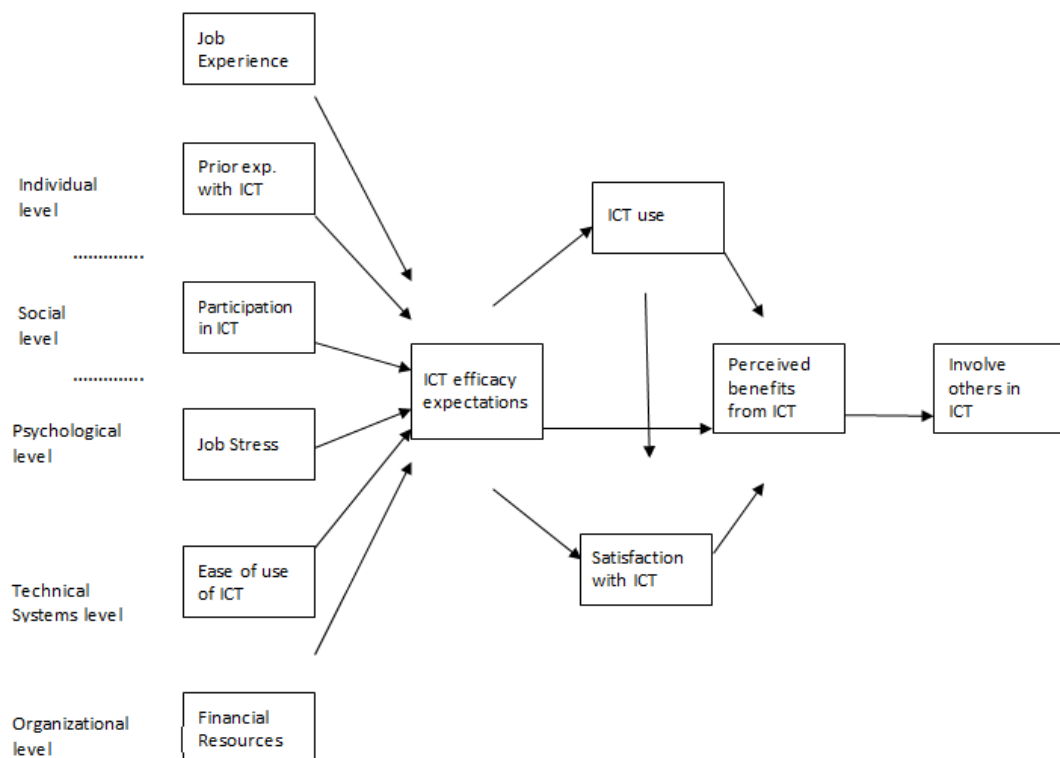 Job
Experience
Individual
level
Prior exp.
with ICT
ICT use
..............
Social
level
Participation
in ICT
..............
ICT efficacy
expectations
Perceived
benefits
from ICT
Involve
others in
ICT
Psychological
level
Job Stress
Satisfaction
with ICT
Technical
Systems level
Ease of use
of ICT
Organizational
level
Financial
Resources